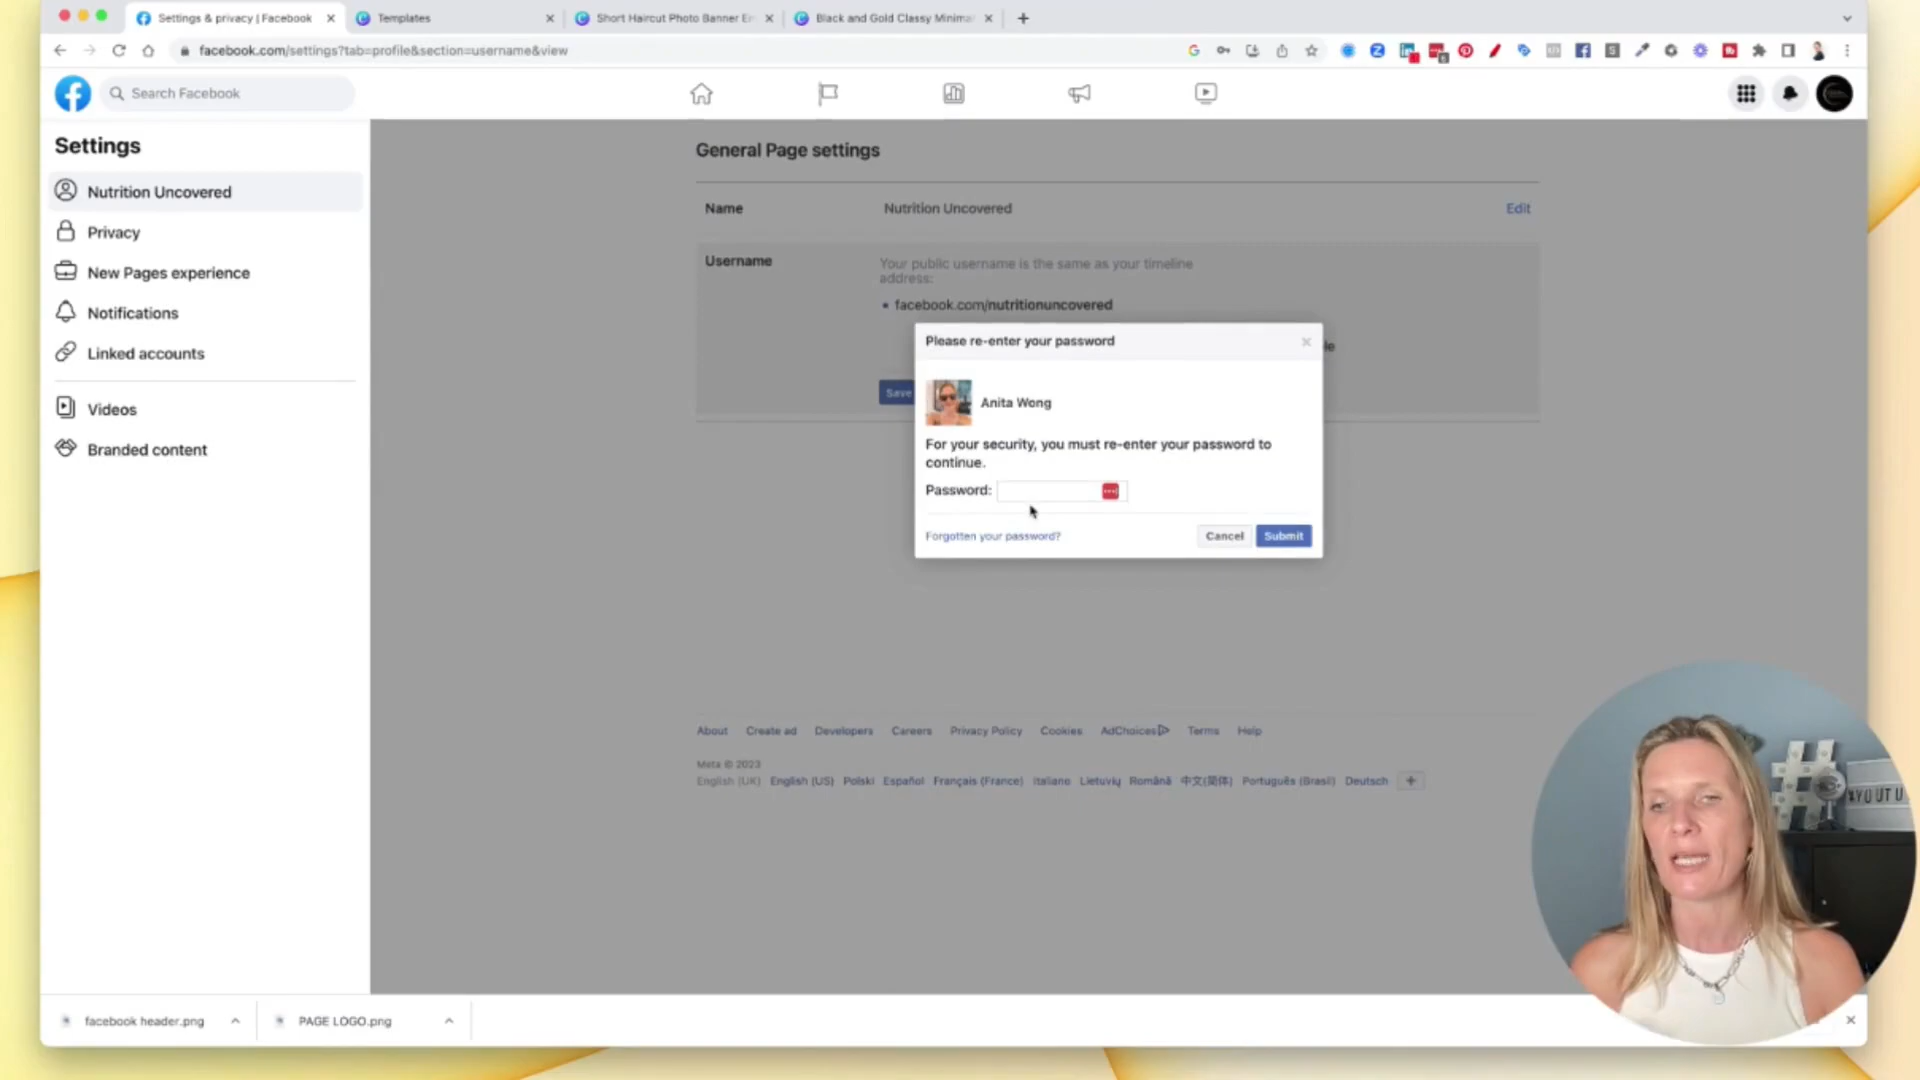 Settings & privacy | Facebook
Templates
Short Haircut Photo Banner En
Black and Gold Classy Minima
facebook.com/settings?tab=profile&section=username&view
Search Facebook
Settings
Nutrition Uncovered
Privacy
New Pages experience
Notifications
Linked accounts
Videos
Branded content
General Page settings
Name
Nutrition Uncovered
Edit
Username
Your public username is the same as your timeline
address:
• facebook.com/nutritionuncovered
le
Save
Please re-enter your password
Anita Wong
For your security, you must re-enter your password to
continue.
Password:
Forgotten your password?
Cancel
Submit
About Create ad Developers Careers Privacy Policy Cookies AdChoices Terms Help
Meta © 2023
English (UK) English (US) Polski Español Français (France) Italiano Lietuvių Română 中文(简体) Português (Brasil) Deutsch
facebook header.png
PAGE LOGO.png